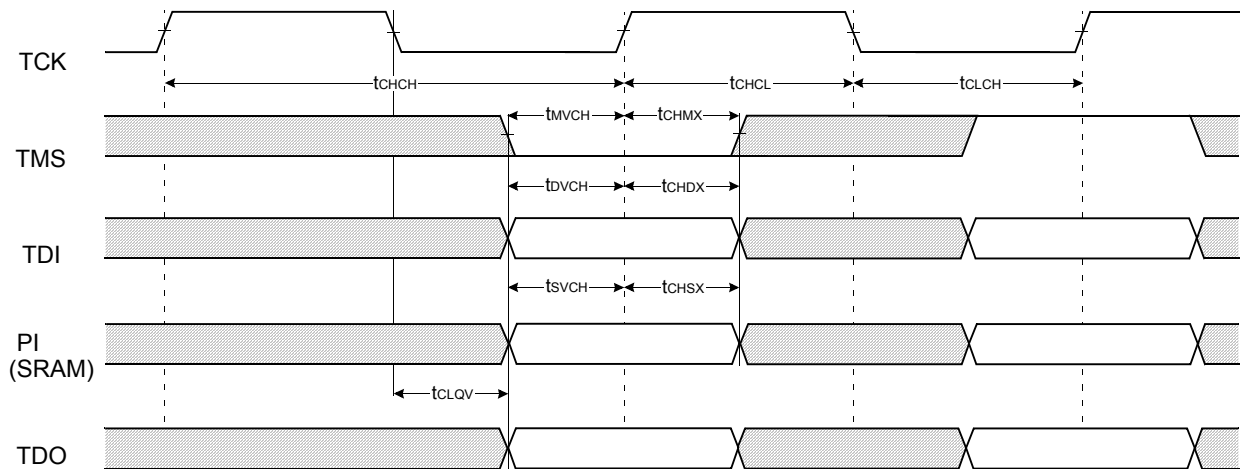 TCK
tCHCH
tCHCL
tCLCH
tMVCH
tCHMX
TMS
tDVCH
tCHDX
TDI
tSVCH
tCHSX
PI
(SRAM)
tCLQV
TDO